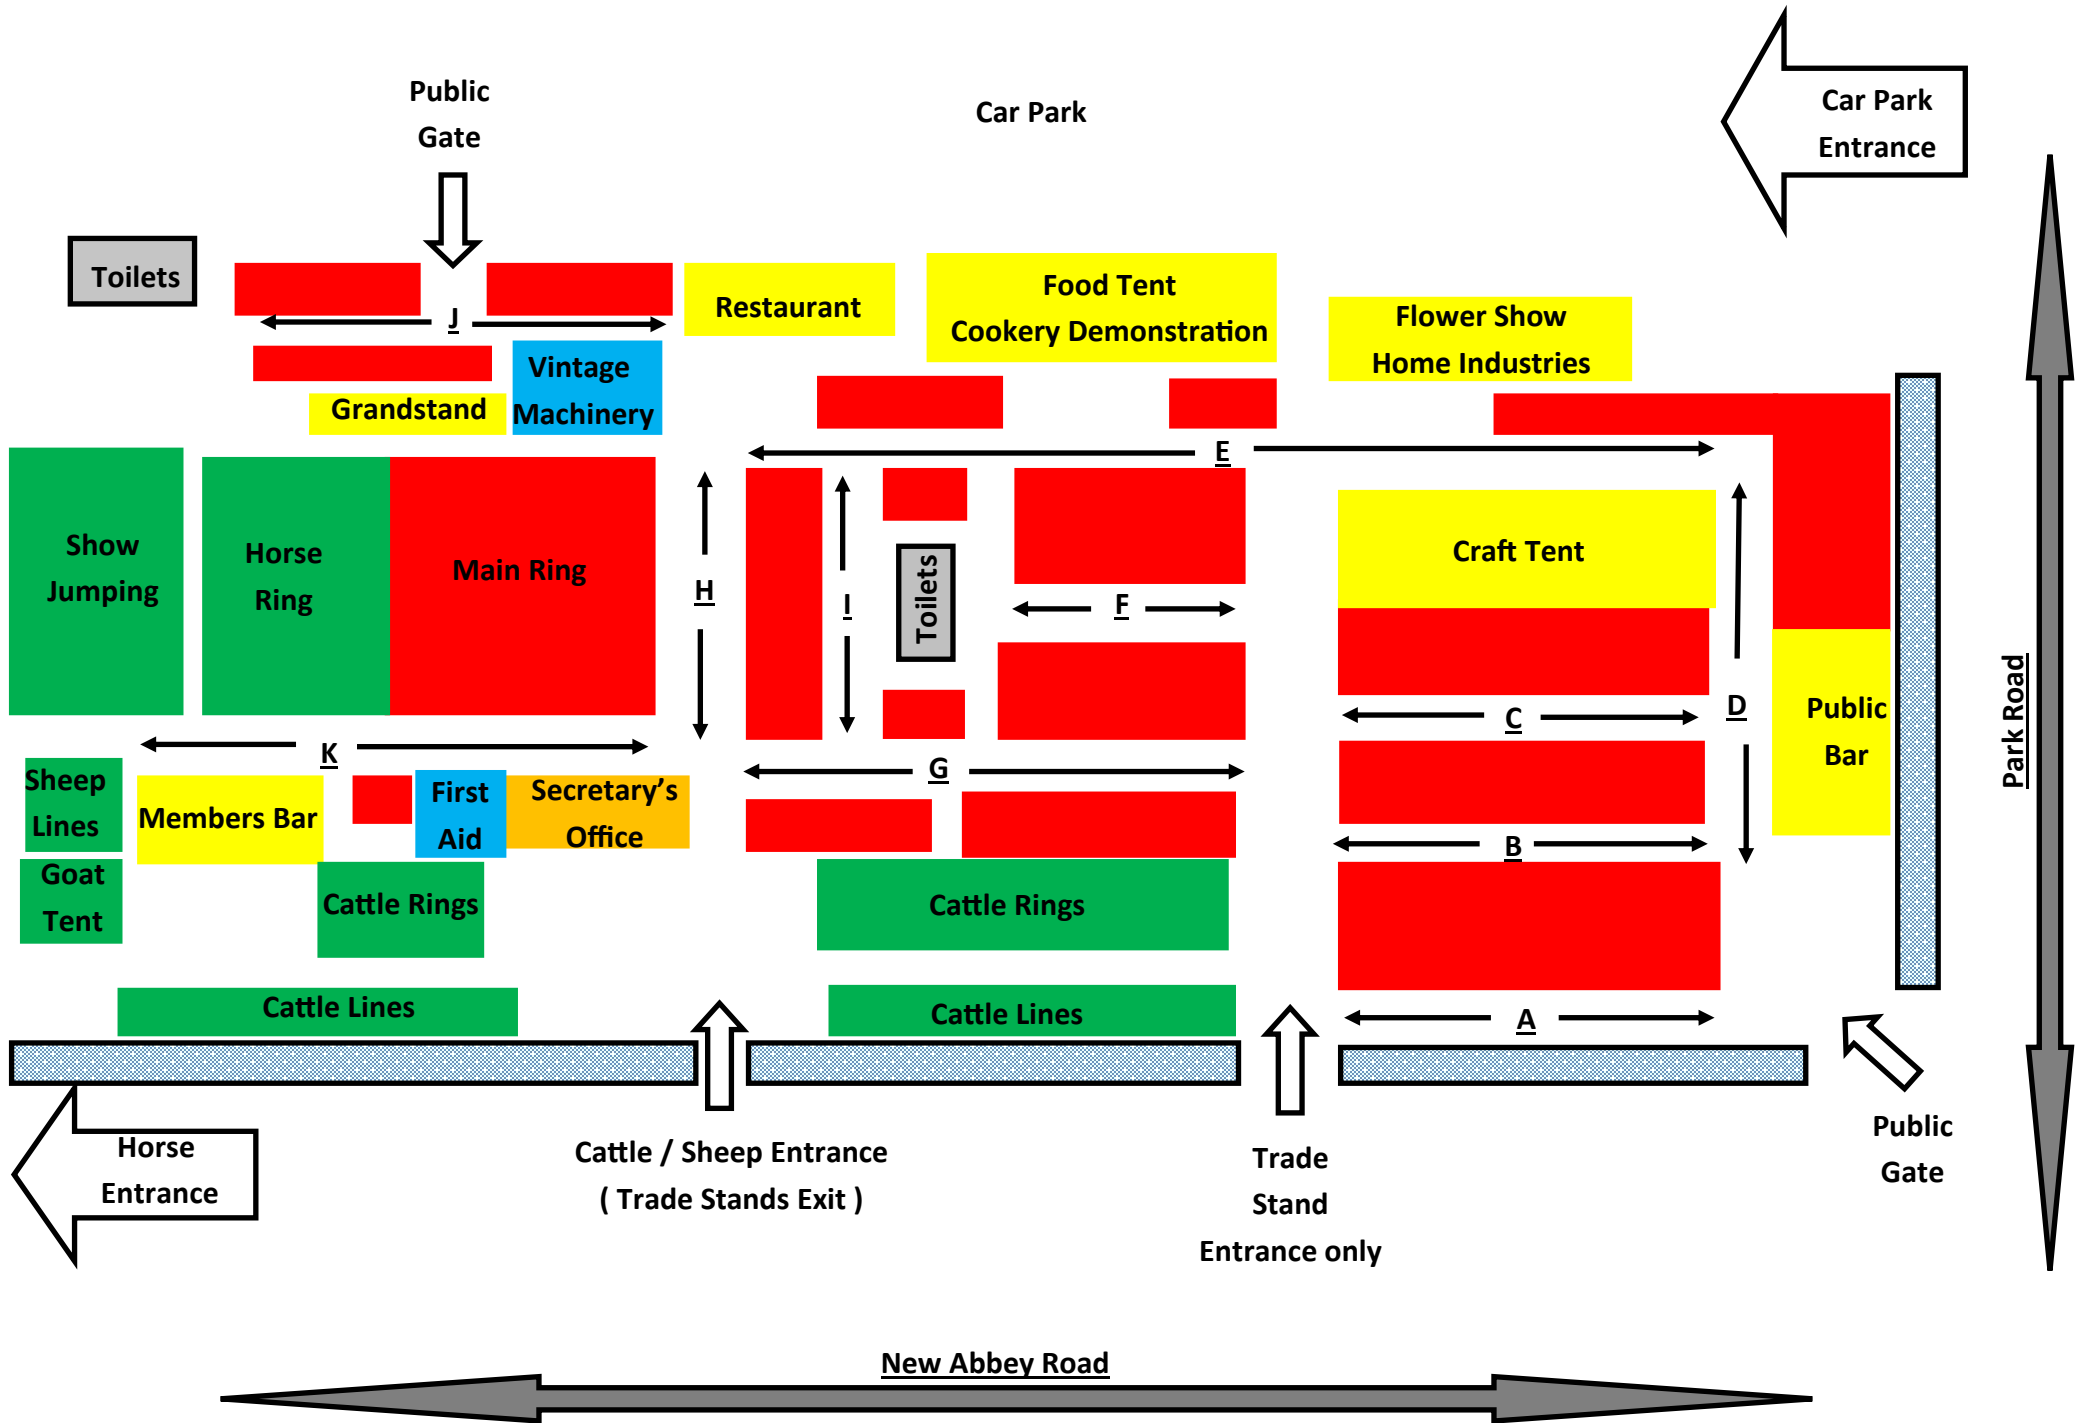 Public
Gate
Car Park
Car Park
Entrance
Toilets
J
Restaurant
Food Tent
Cookery Demonstration
Flower Show
Home Industries
Vintage
Machinery
Grandstand
E
Show
Jumping
Horse
Ring
Main Ring
H
I
Toilets
F
Craft Tent
C
D
Public
Bar
Park Road
K
G
Sheep
Lines
Members Bar
First
Aid
Secretary’s
Office
B
Goat
Tent
Cattle Rings
Cattle Rings
Cattle Lines
Cattle Lines
A
Horse
Entrance
Cattle / Sheep Entrance
( Trade Stands Exit )
Trade
Stand
Entrance only
Public
Gate
New Abbey Road